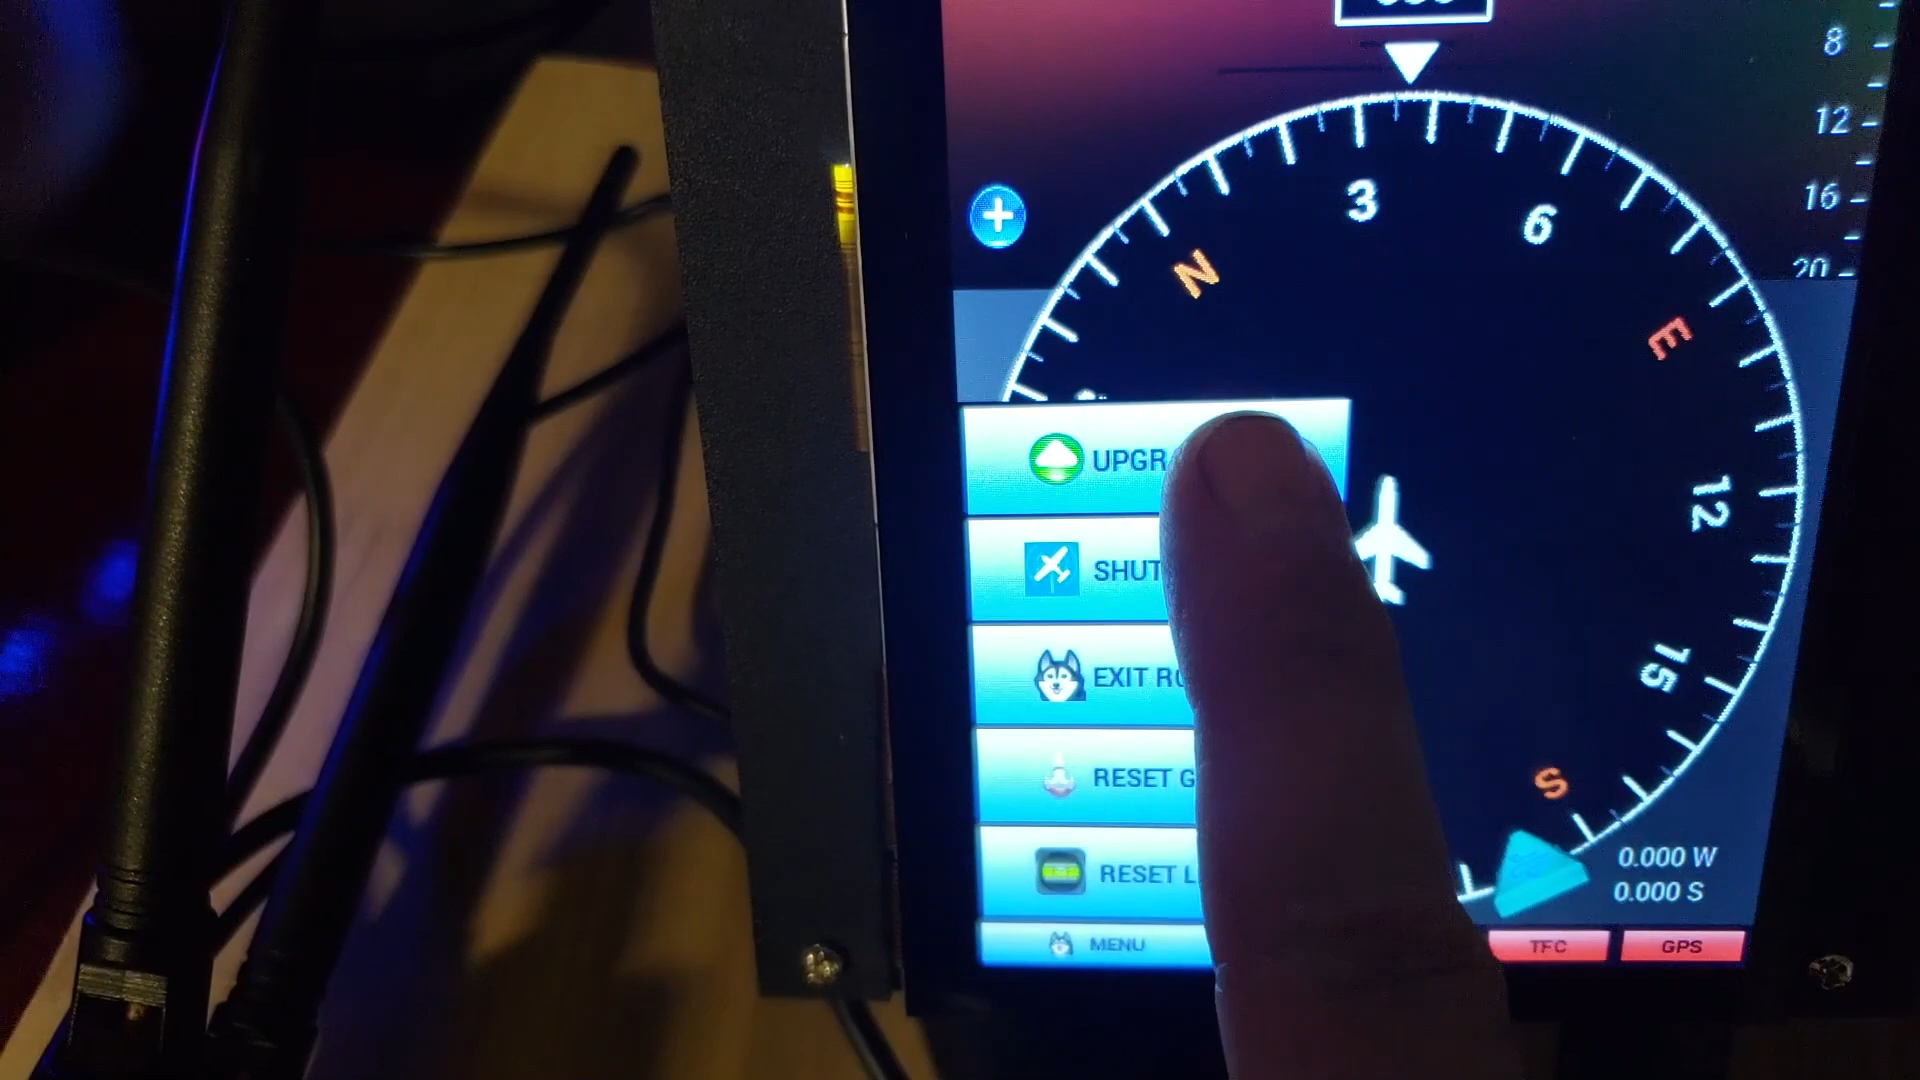 8
12
16
20
3
6
N
E
12
15
S
UPGR
SHUT
EXIT R
RESET G
RESET L
MENU
0.000 W
0.000 S
TFC
GPS